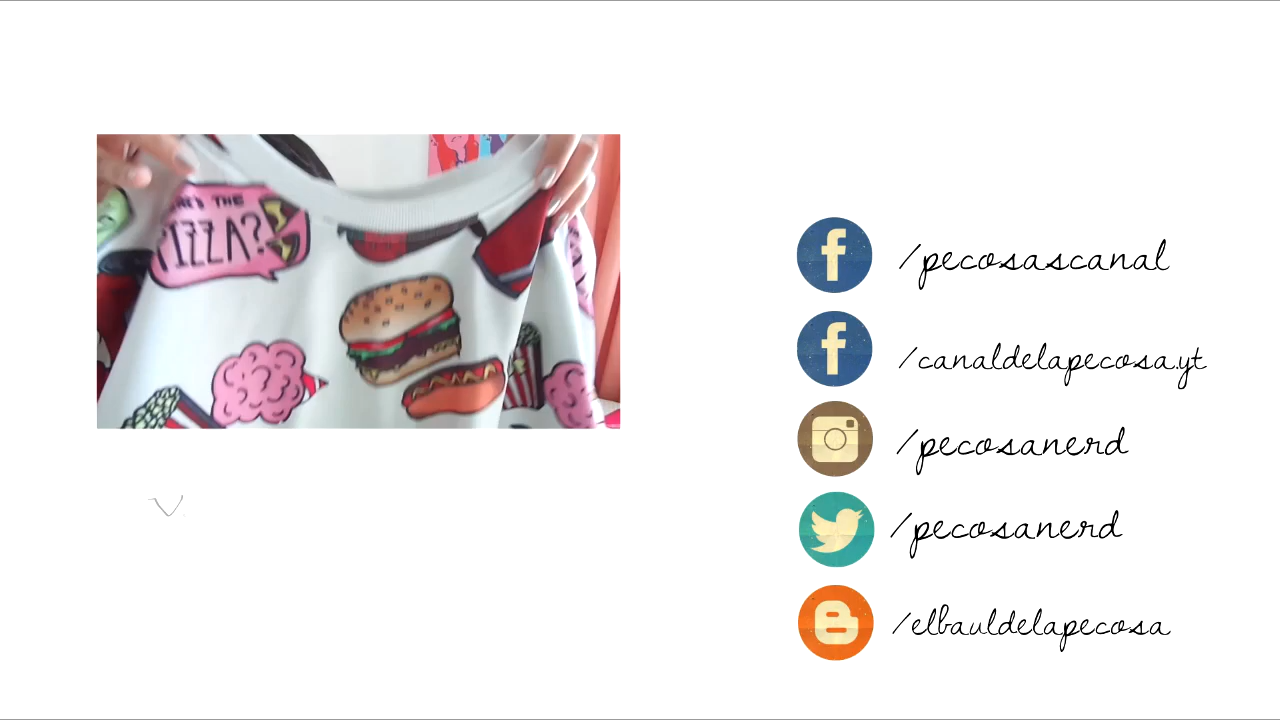 PIZZA?
/pecosascanal
/canaldelapecosa.yt
/pecosanerd
/pecosanerd
/elbauldelapecosa